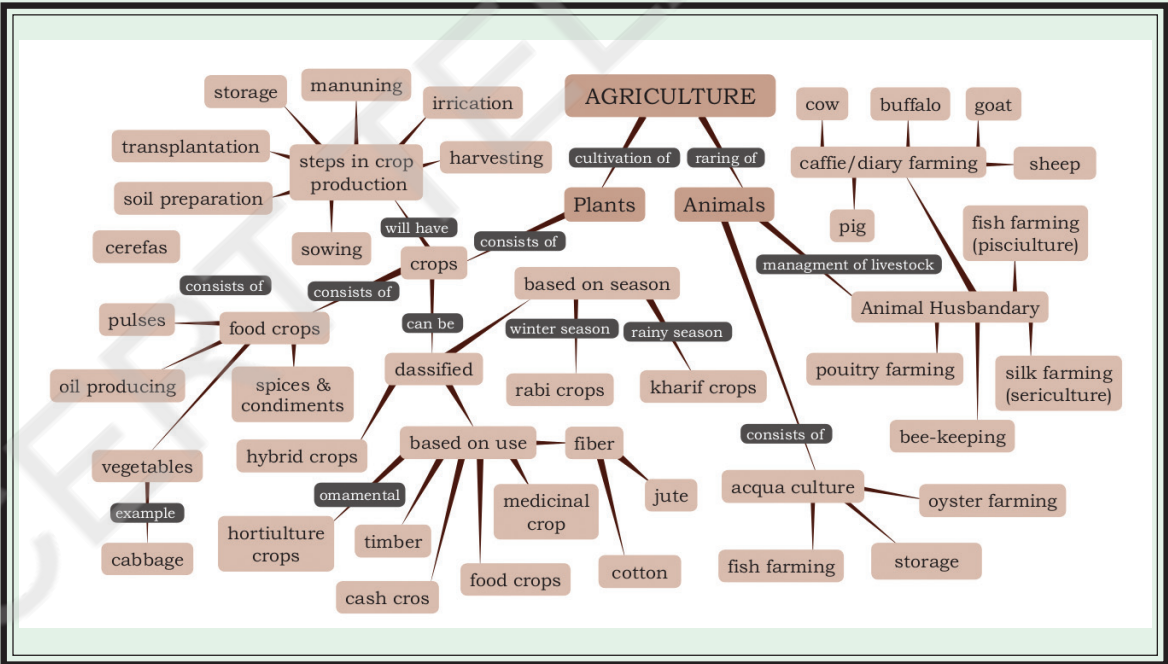 AGRICULTURE
cultivation of
raring of
Plants
Animals
storage
manuning
irrication
transplantation
steps in crop
production
harvesting
soil preparation
sowing
cerefas
will have
consists of
crops
consists of
consists of
can be
pulses
food crops
oil producing
spices &
condiments
vegetables
example
cabbage
based on season
winter season
rainy season
dassified
rabi crops
kharif crops
hybrid crops
based on use
fiber
omamental
hortiulture
crops
timber
cash cros
food crops
medicinal
crop
jute
cotton
cow
buffalo
goat
caffie/diary farming
sheep
pig
fish farming
(pisciulture)
managment of livestock
Animal Husbandary
pouitry farming
silk farming
(sericulture)
bee-keeping
consists of
acqua culture
oyster farming
fish farming
storage